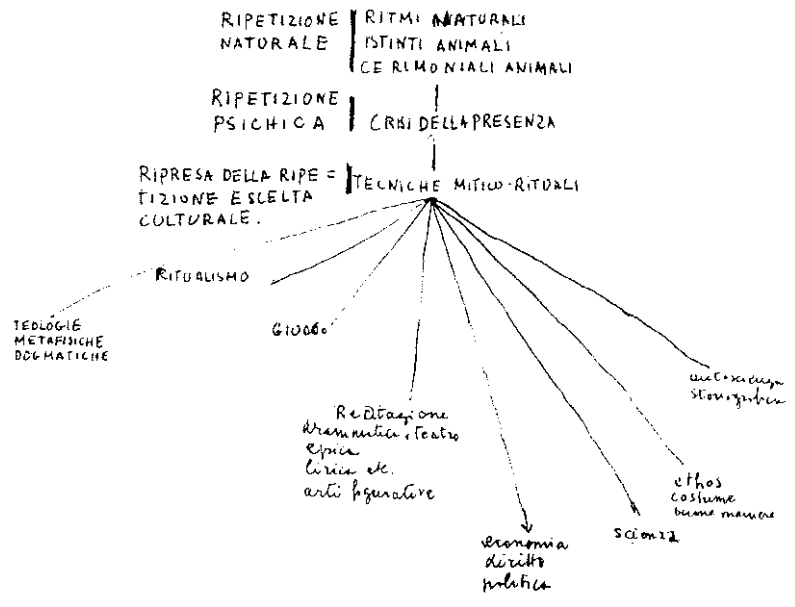 RIPETIZIONE
NATURALE
RITMI NATURALI
ISTINTI ANIMALI
CERIMONIALI ANIMALI
RIPETIZIONE
PSICHICA
CRISI DELLA PRESENZA
RIPRESA DELLA RIPE=
TIZIONE E SCELTA
CULTURALE.
TECNICHE MITICO-RITUALI
TEOLOGIE
METAFISICHE
DOGMATICHE
RITUALISMO
GIUOCO
Recitazione
drammatica, teatro
epica
lirica etc.
arti figurative
economia
diritto
politica
scienza
ethos
costume
buone maniere
autoscienza
storiografica